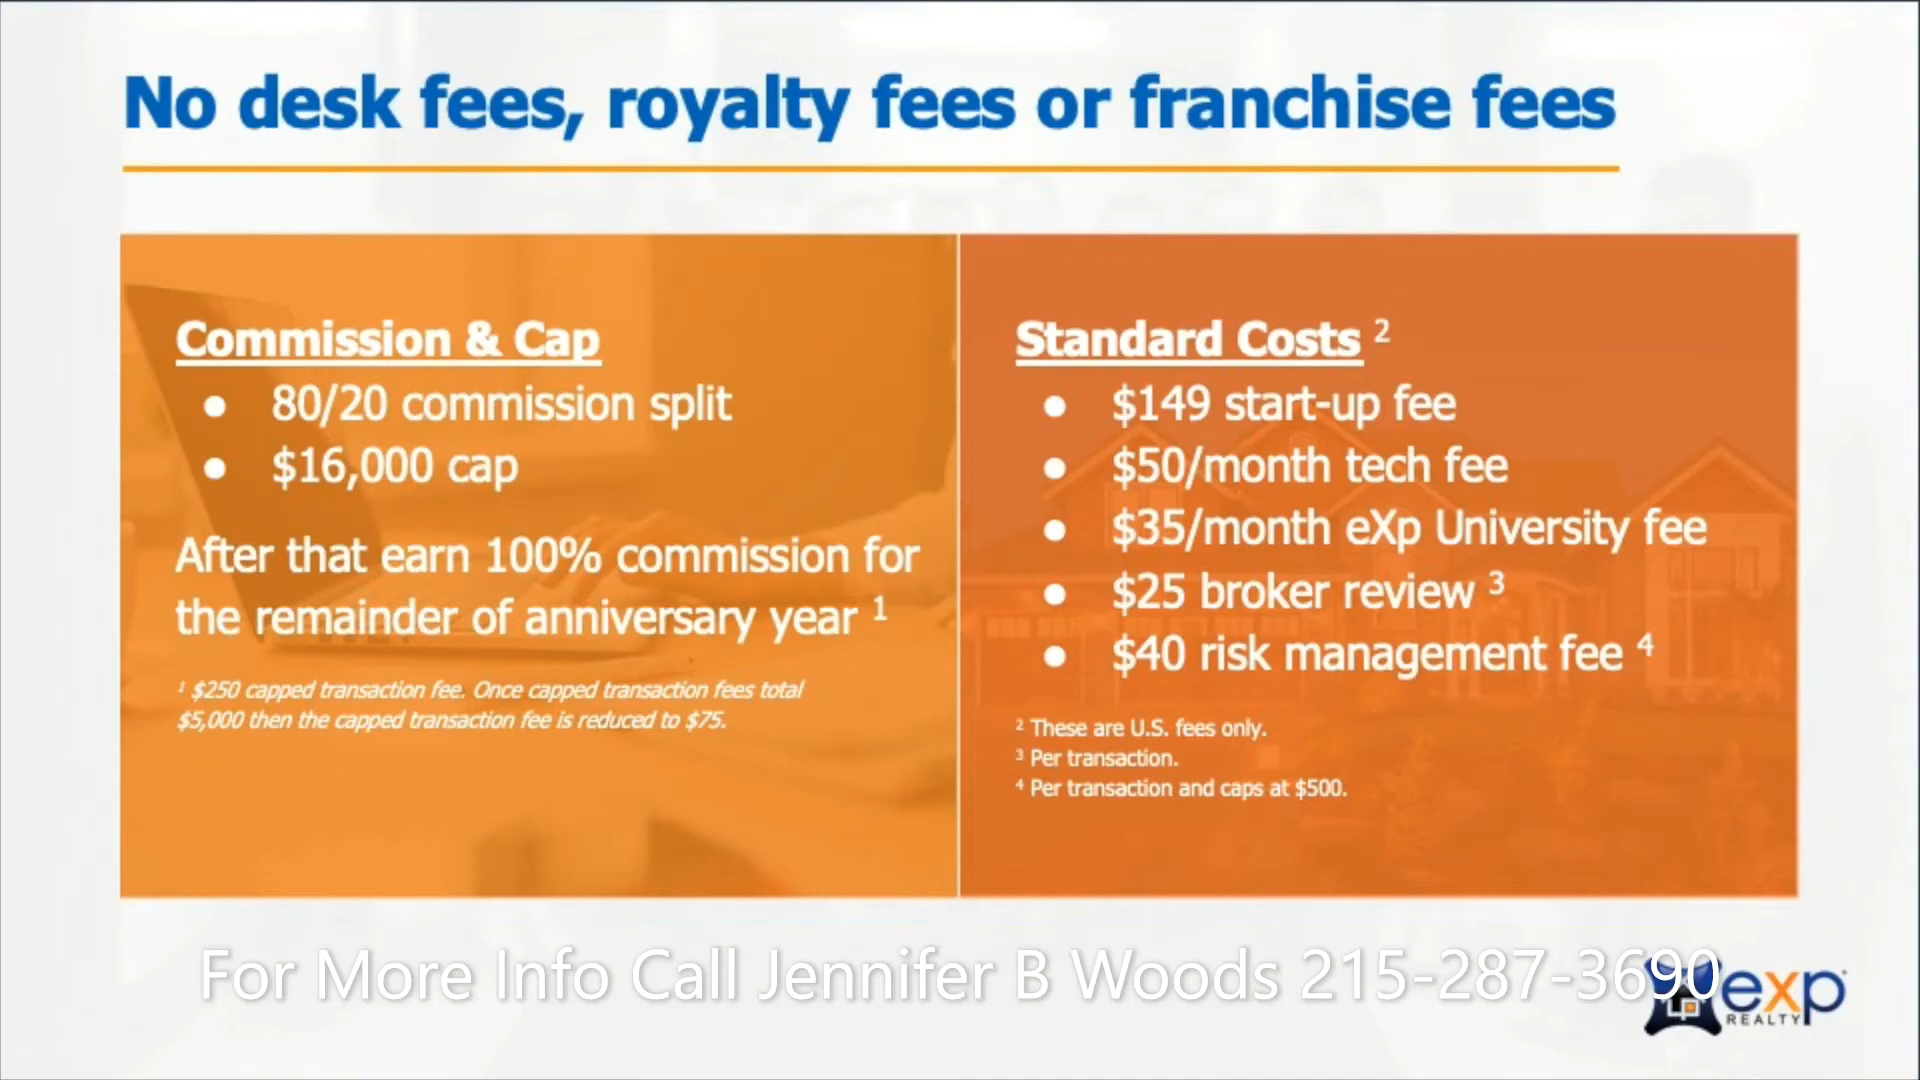 No desk fees, royalty fees or franchise fees
Commission & Cap
● 80/20 commission split
● $16,000 cap
After that earn 100% commission for
the remainder of anniversary year ¹
¹ $250 capped transaction fee. Once capped transaction fees total
$5,000 then the capped transaction fee is reduced to $75.
Standard Costs ²
● $149 start-up fee
● $50/month tech fee
● $35/month eXp University fee
● $25 broker review ³
● $40 risk management fee ⁴
² These are U.S. fees only.
³ Per transaction.
⁴ Per transaction and caps at $500.
For More Info Call Jennifer B Woods 215-287-3690
exp
REALTY